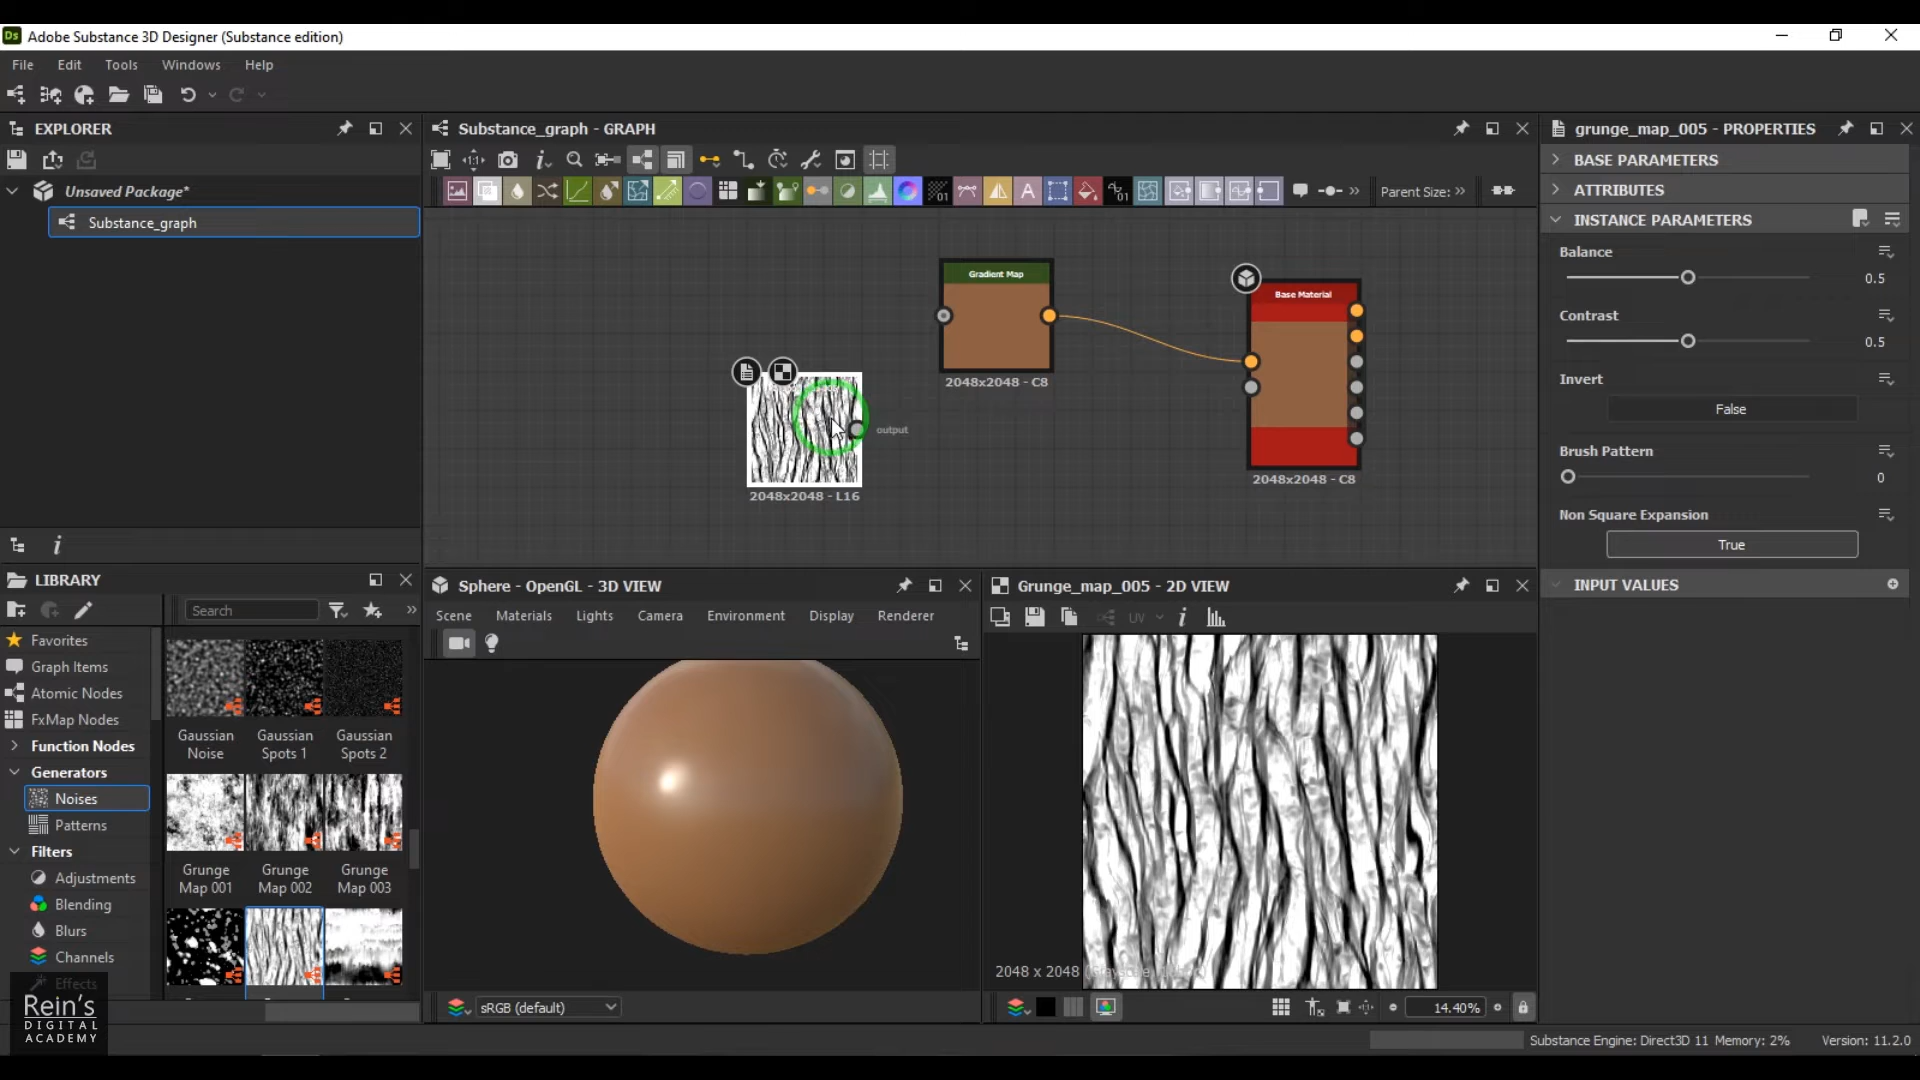 Ds Adobe Substance 3D Designer (Substance edition)
File Edit Tools Windows Help
EXPLORER
Unsaved Package*
Substance_graph
Substance_graph - GRAPH
Parent Size:
Gradient Map
2048x2048 - C8
Base Material
2048x2048 - C8
output
2048x2048 - L16
grunge_map_005 - PROPERTIES
BASE PARAMETERS
ATTRIBUTES
INSTANCE PARAMETERS
Balance
0.5
Contrast
0.5
Invert
False
Brush Pattern
0
Non Square Expansion
True
INPUT VALUES
LIBRARY
Search
Favorites
Graph Items
Atomic Nodes
FxMap Nodes
Function Nodes
Generators
Noises
Patterns
Filters
Adjustments
Blending
Blurs
Channels
Effects
Gaussian Noise
Gaussian Spots 1
Gaussian Spots 2
Grunge Map 001
Grunge Map 002
Grunge Map 003
Sphere - OpenGL - 3D VIEW
Scene Materials Lights Camera Environment Display Renderer
sRGB (default)
Grunge_map_005 - 2D VIEW
UV
2048 x 2048
14.40%
Rein's
DIGITAL
ACADEMY
Substance Engine: Direct3D 11 Memory: 2% Version: 11.2.0